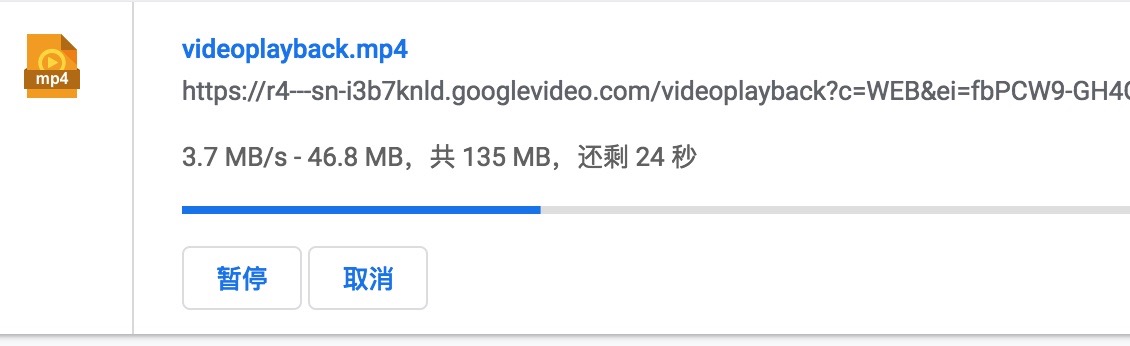 videoplayback.mp4
mp4
https://r4---sn-i3b7knld.googlevideo.com/videoplayback?c=WEB&ei=fbPCW9-GH4
3.7 MB/s - 46.8 MB，共 135 MB，还剩 24 秒
暂停 取消